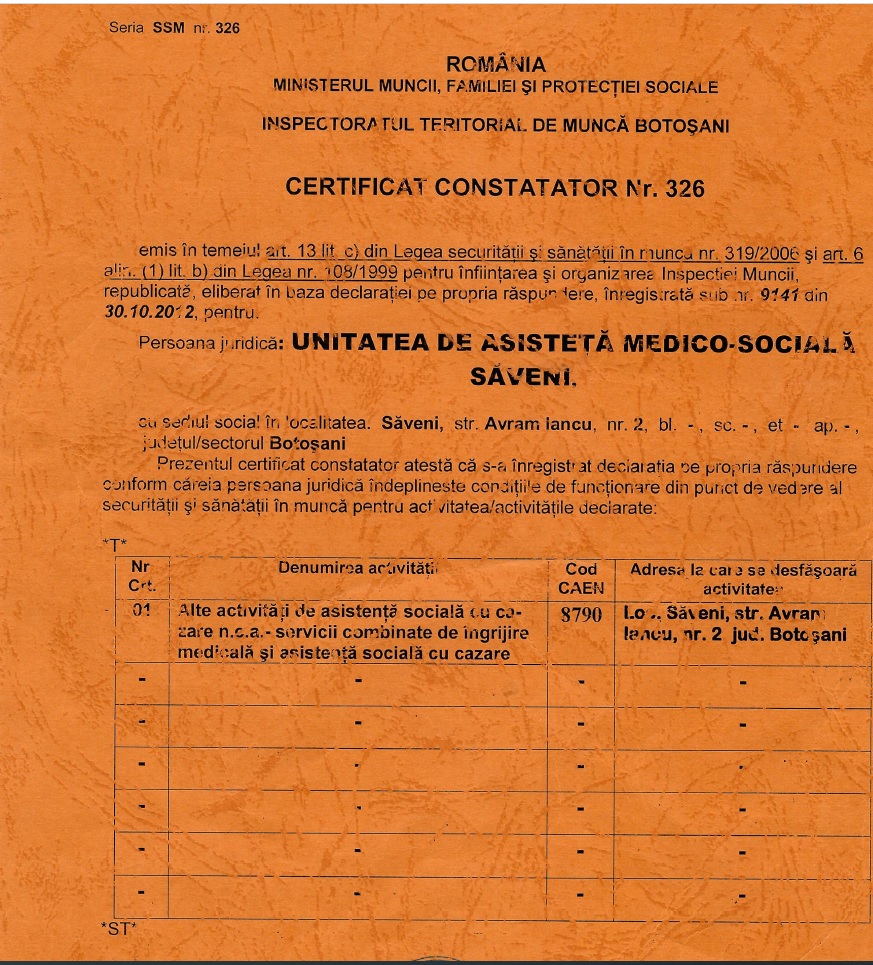 Seria SSM nr. 326
ROMÂNIA
MINISTERUL MUNCII, FAMILIEI ŞI PROTECŢIEI SOCIALE
INSPECTORATUL TERITORIAL DE MUNCĂ BOTOŞANI
CERTIFICAT CONSTATATOR Nr. 326
emis în temeiul art. 13 lit. c) din Legea securităţii şi sănătăţii în munca nr. 319/2006 şi art. 6
alin. (1) lit. b) din Legea nr. 108/1999 pentru înfiinţarea şi organizarea Inspecţiei Muncii,
republicată, eliberat în baza declaraţiei pe propria răspundere, înregistrată sub nr. 9141 din
30.10.2012, pentru:
Persoana juridică: UNITATEA DE ASISTEŢĂ MEDICO-SOCIALĂ
SĂVENI.
cu sediul social în localitatea. Săveni, str. Avram Iancu, nr. 2, bl. -, sc. -, et - ap. -,
judeţul/sectorul Botoşani
Prezentul certificat constatator atestă că s-a înregistrat declaratia pe propria răspundere
conform căreia persoana juridică îndeplineste condiţiile de funcţionare din punct de vedere al
securităţii şi sănătăţii în muncă pentru activitatea/activităţile declarate:
*T*
Nr Crt. Denumirea activităţii Cod CAEN Adresa la care se desfăşoară activitatea
01 Alte activităţi de asistenţă socială cu ca- 8790 Loc. Săveni, str. Avram
zare n.c.a.- servicii combinate de îngrijire Iancu, nr. 2 jud. Botoşani
medicală şi asistenţă socială cu cazare
- - - -
- - - -
- - - -
- - - -
- - - -
- - - -
*ST*